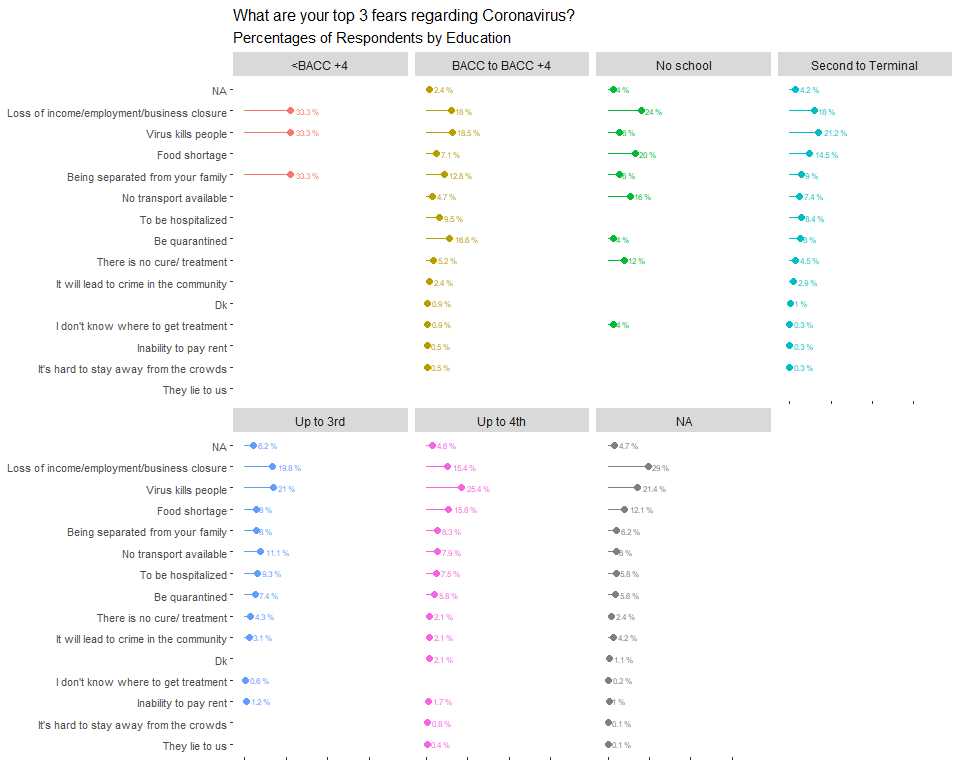 What are your top 3 fears regarding Coronavirus?
Percentages of Respondents by Education
<BACC +4 BACC to BACC +4 No school Second to Terminal
NA 2.4 % 4 % 4.2 %
Loss of income/employment/business closure 33.3 % 18 % 24 % 18 %
Virus kills people 33.3 % 18.5 % 8 % 21.2 %
Food shortage 7.1 % 20 % 14.5 %
Being separated from your family 33.3 % 12.8 % 8 % 9 %
No transport available 4.7 % 16 % 7.4 %
To be hospitalized 9.5 % 8.4 %
Be quarantined 16.6 % 4 % 8 %
There is no cure/ treatment 5.2 % 12 % 4.5 %
It will lead to crime in the community 2.4 % 2.9 %
Dk 0.9 % 1 %
I don't know where to get treatment 0.9 % 4 % 0.3 %
Inability to pay rent 0.5 % 0.3 %
It's hard to stay away from the crowds 0.5 % 0.3 %
They lie to us
Up to 3rd Up to 4th NA
NA 6.2 % 4.6 % 4.7 %
Loss of income/employment/business closure 19.8 % 15.4 % 29 %
Virus kills people 21 % 25.4 % 21.4 %
Food shortage 8 % 15.8 % 12.1 %
Being separated from your family 8 % 8.3 % 6.2 %
No transport available 11.1 % 7.9 % 6 %
To be hospitalized 9.3 % 7.5 % 5.8 %
Be quarantined 7.4 % 5.8 % 5.6 %
There is no cure/ treatment 4.3 % 2.1 % 2.4 %
It will lead to crime in the community 3.1 % 2.1 % 4.2 %
Dk 2.1 % 1.1 %
I don't know where to get treatment 0.6 % 0.2 %
Inability to pay rent 1.2 % 1.7 % 1 %
It's hard to stay away from the crowds 0.8 % 0.1 %
They lie to us 0.4 % 0.1 %